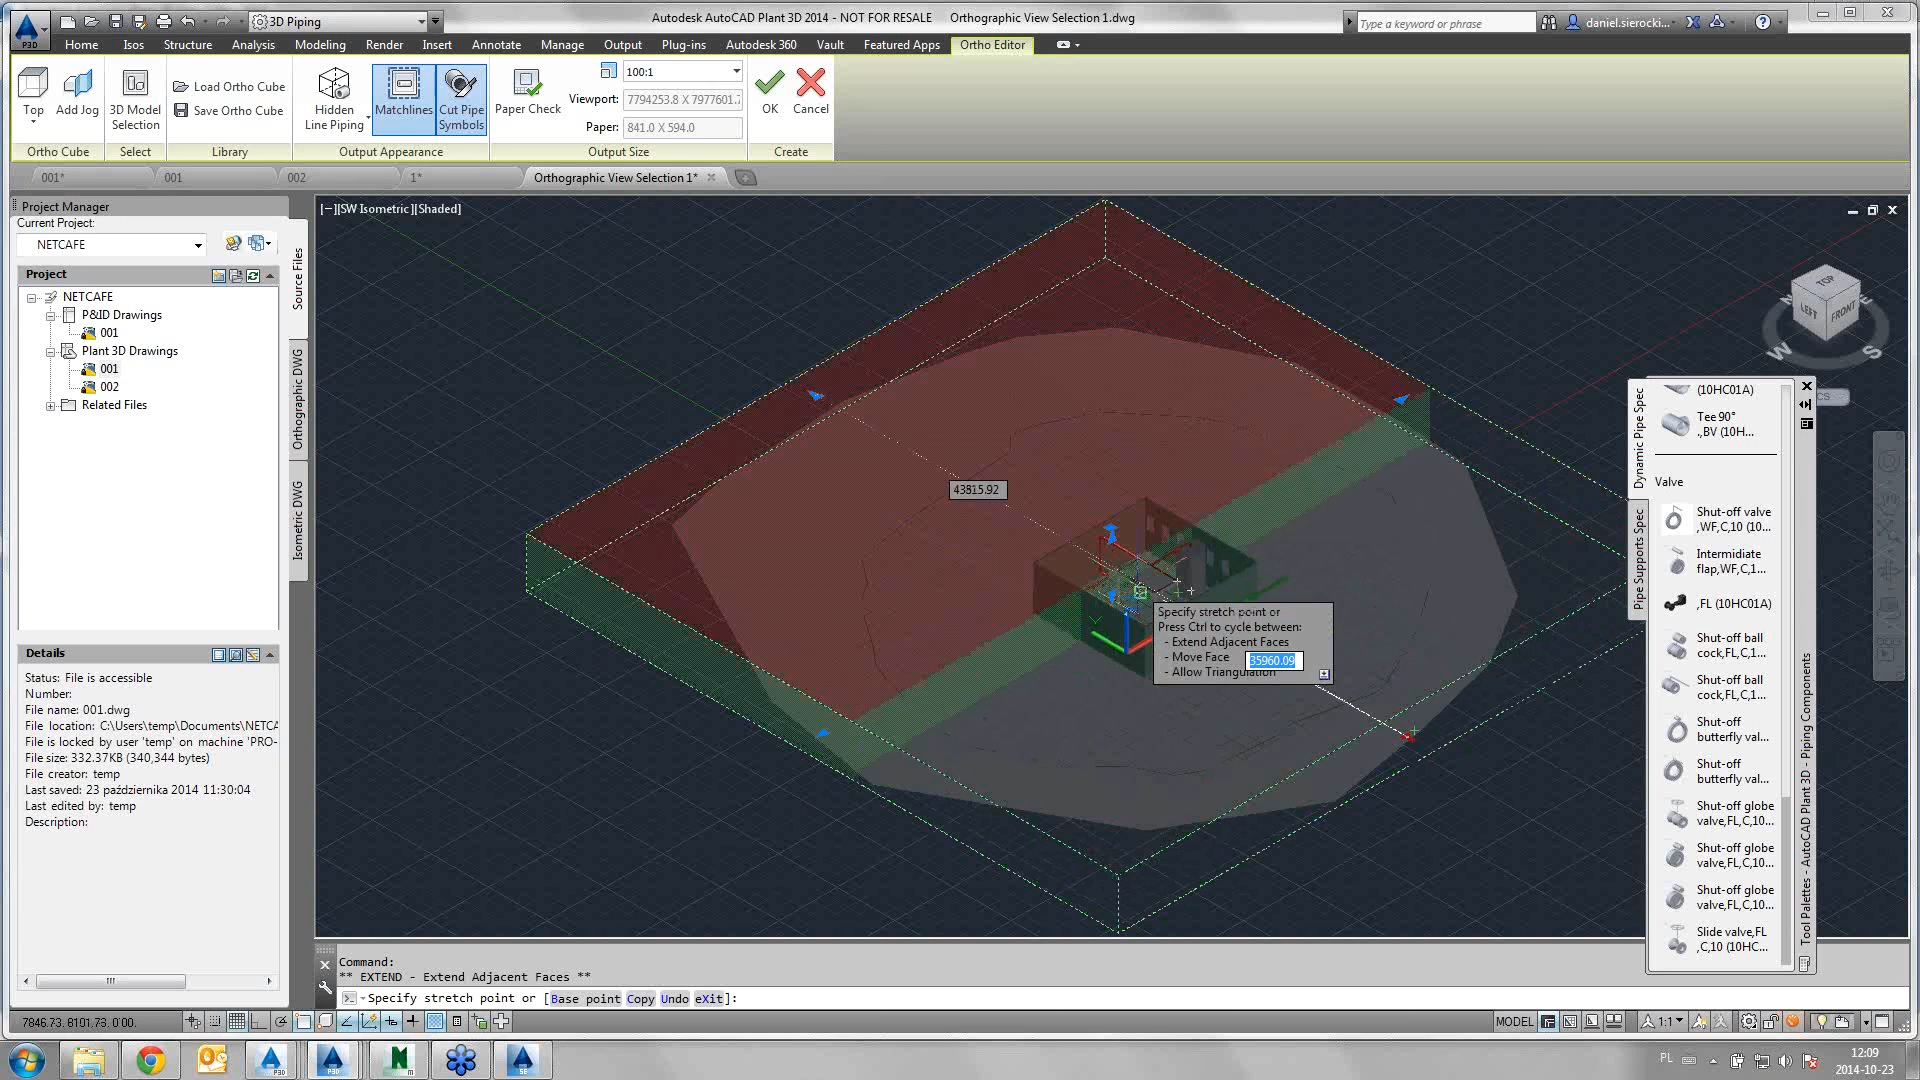 3D Piping
Autodesk AutoCAD Plant 3D 2014 - NOT FOR RESALE Orthographic View Selection 1.dwg
Type a keyword or phrase
daniel.sierocki...
P3D
Home Isos Structure Analysis Modeling Render Insert Annotate Manage Output Plug-ins Autodesk 360 Vault Featured Apps Ortho Editor
Top
Add Jog
3D Model
Selection
Load Ortho Cube
Save Ortho Cube
Hidden
Line Piping
Matchlines
Cut Pipe
Symbols
Paper Check
100:1
Viewport: 7794253.8 X 7977601.
Paper: 841.0 X 594.0
OK
Cancel
Ortho Cube Select Library Output Appearance Output Size Create
001* 001 002 1* Orthographic View Selection 1*
Project Manager
Current Project:
NETCAFE
Project
NETCAFE
P&ID Drawings
001
Plant 3D Drawings
001
002
Related Files
Source Files
Orthographic DWG
Isometric DWG
Details
Status: File is accessible
Number:
File name: 001.dwg
File location: C:\Users\temp\Documents\NETCA
File is locked by user 'temp' on machine 'PRO-
File size: 332.37KB (340,344 bytes)
File creator: temp
Last saved: 23 października 2014 11:30:04
Last edited by: temp
Description:
[−][SW Isometric][Shaded]
43815.92
Specify stretch point or
Press Ctrl to cycle between:
- Extend Adjacent Faces
- Move Face
35960.09
- Allow Triangulation
TOP
LEFT
FRONT
W
S
Dynamic Pipe Spec
Pipe Supports Spec
(10HC01A)
Tee 90°
.,BV (10H...
Valve
Shut-off valve
,WF,C,10 (10...
Intermidiate
flap,WF,C,1...
,FL (10HC01A)
Shut-off ball
cock,FL,C,1...
Shut-off ball
cock,FL,C,1...
Shut-off
butterfly val...
Shut-off
butterfly val...
Shut-off globe
valve,FL,C,10...
Shut-off globe
valve,FL,C,10...
Shut-off globe
valve,FL,C,10...
Slide valve,FL
,C,10 (10HC...
Tool Palettes - AutoCAD Plant 3D - Piping Components
Command:
** EXTEND - Extend Adjacent Faces **
Specify stretch point or [Base point Copy Undo eXit]:
7846.73, 8101.73, 0'00.
MODEL
1:1
PL
12:09
2014-10-23